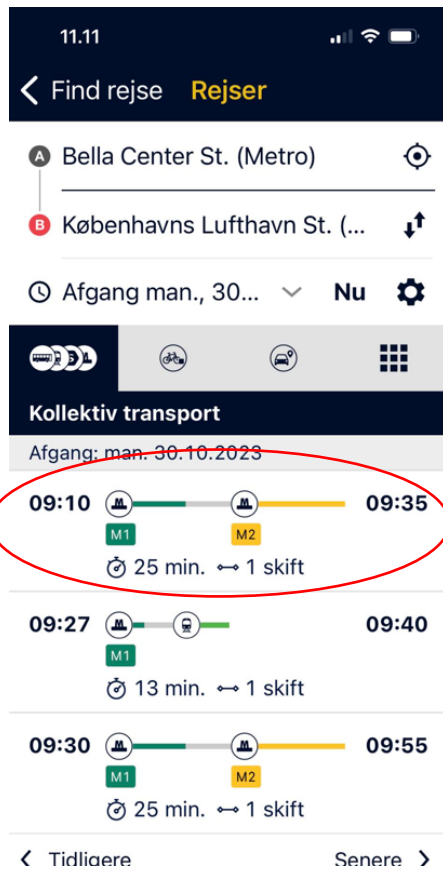 11.11
Find rejse Rejser
A Bella Center St. (Metro)
B Københavns Lufthavn St. (...
Afgang man., 30... Nu
Kollektiv transport
Afgang: man. 30.10.2023
09:10 M M 09:35
M1 M2
25 min. 1 skift
09:27 M 09:40
M1
13 min. 1 skift
09:30 M M 09:55
M1 M2
25 min. 1 skift
Tidligere Senere